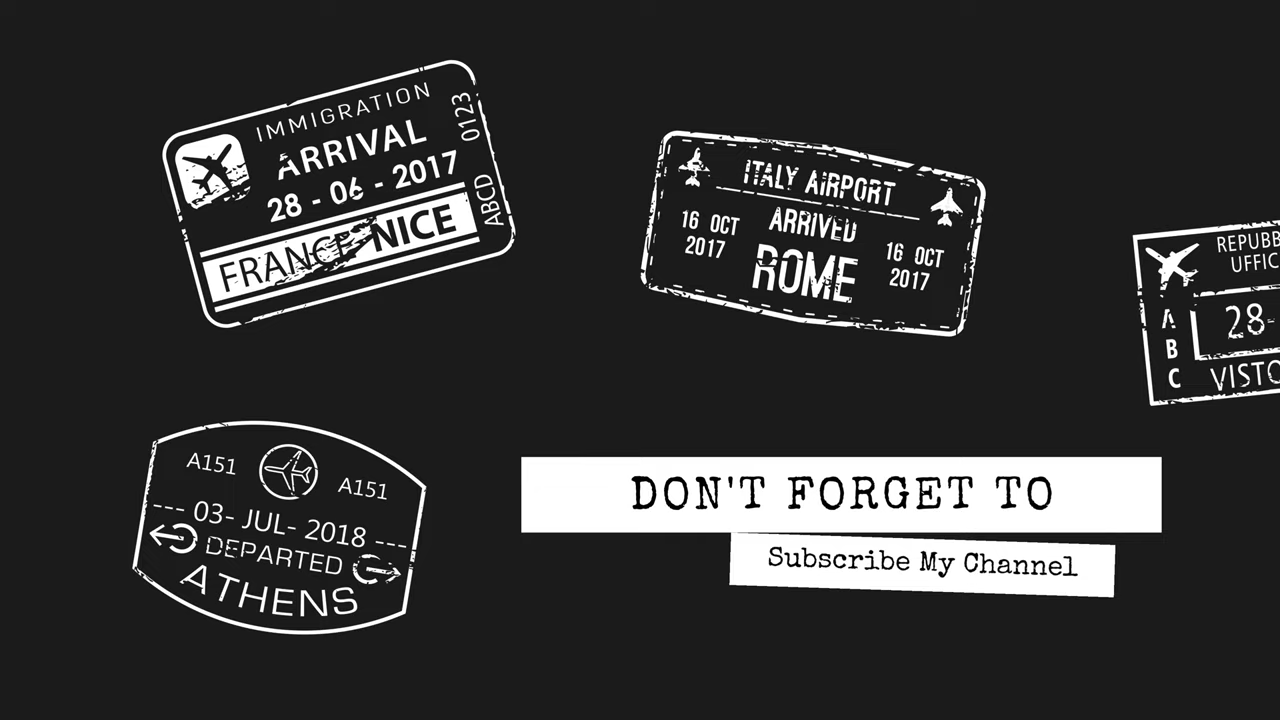 IMMIGRATION
ARRIVAL
28 - 06 - 2017
FRANCE NICE
0123
ABCD
ITALY AIRPORT
16 OCT
2017
ARRIVED
ROME
16 OCT
2017
A
B
C
28-
A151
A151
--- 03- JUL- 2018 ---
DEPARTED
ATHENS
DON'T FORGET TO
Subscribe My Channel